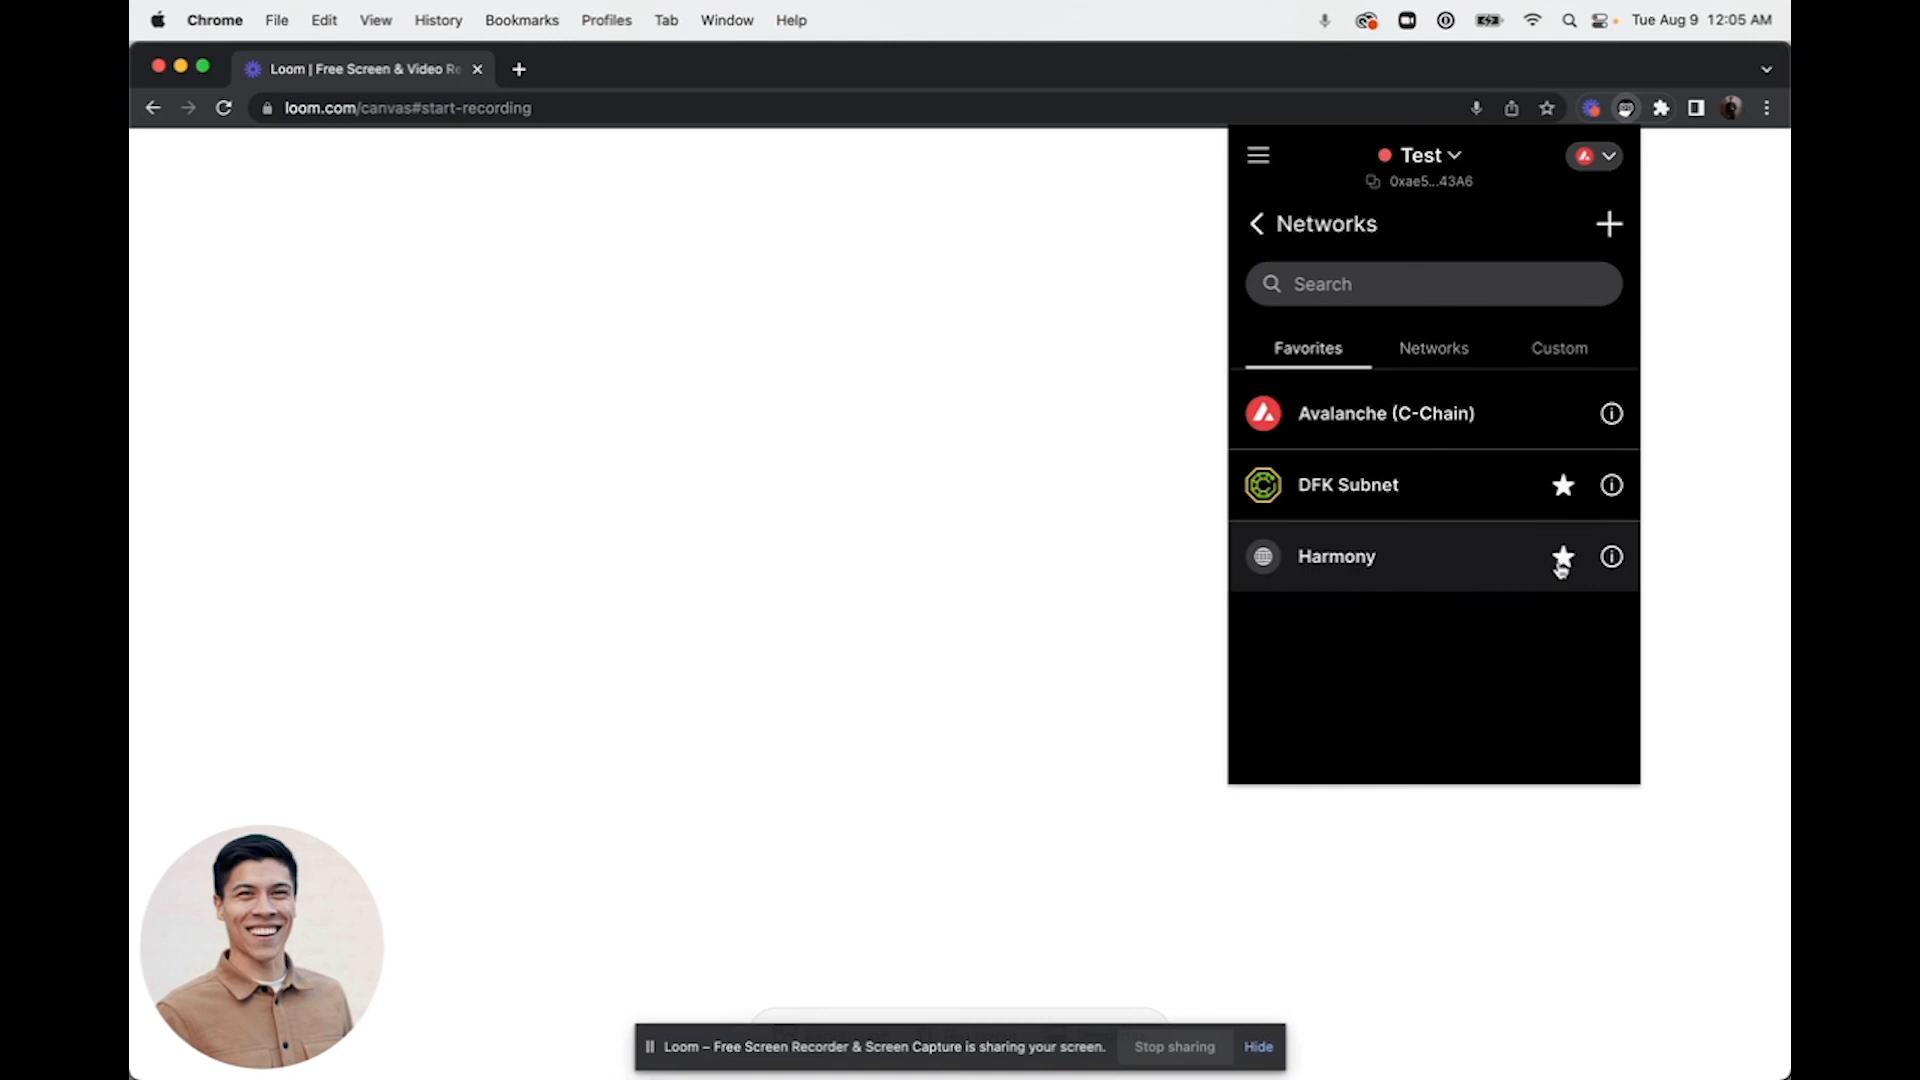 Chrome File Edit View History Bookmarks Profiles Tab Window Help Tue Aug 9 12:05 AM
Loom | Free Screen & Video Re
loom.com/canvas#start-recording
Test
0xae5...43A6
Networks
Search
Favorites Networks Custom
Avalanche (C-Chain)
DFK Subnet
Harmony
Loom – Free Screen Recorder & Screen Capture is sharing your screen. Stop sharing Hide